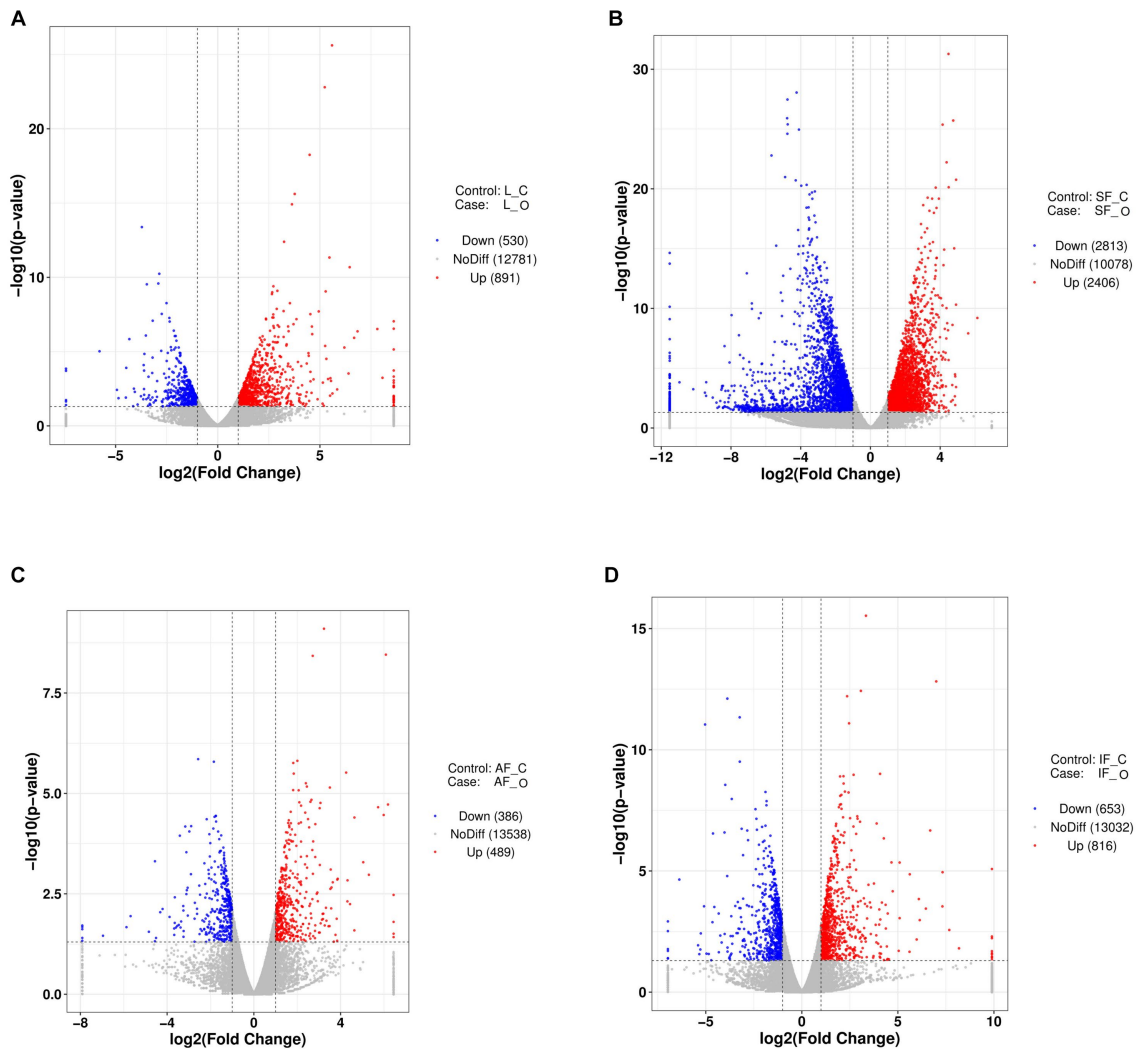 A
−log10(p−value)
20
10
0
−5
0
5
log2(Fold Change)
Control: L_C
Case: L_O
Down (530)
NoDiff (12781)
Up (891)
B
−log10(p−value)
30
20
10
0
−12
−8
−4
0
4
log2(Fold Change)
Control: SF_C
Case: SF_O
Down (2813)
NoDiff (10078)
Up (2406)
C
−log10(p−value)
7.5
5.0
2.5
0.0
−8
−4
0
4
log2(Fold Change)
Control: AF_C
Case: AF_O
Down (386)
NoDiff (13538)
Up (489)
D
−log10(p−value)
15
10
5
0
−5
0
5
10
log2(Fold Change)
Control: IF_C
Case: IF_O
Down (653)
NoDiff (13032)
Up (816)